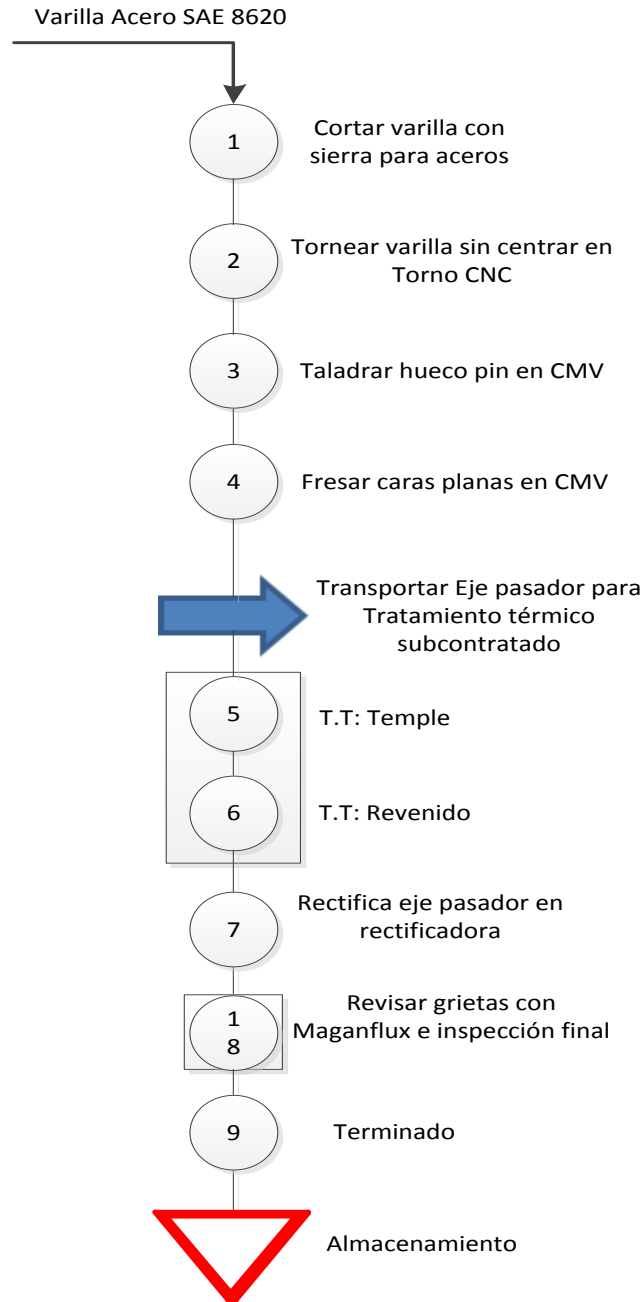 Varilla Acero SAE 8620
1
Cortar varilla con
sierra para aceros
2
Tornear varilla sin centrar en
Torno CNC
3
Taladrar hueco pin en CMV
4
Fresar caras planas en CMV
Transportar Eje pasador para
Tratamiento térmico
subcontratado
5
T.T: Temple
6
T.T: Revenido
7
Rectifica eje pasador en
rectificadora
1
8
Revisar grietas con
Maganflux e inspección final
9
Terminado
Almacenamiento